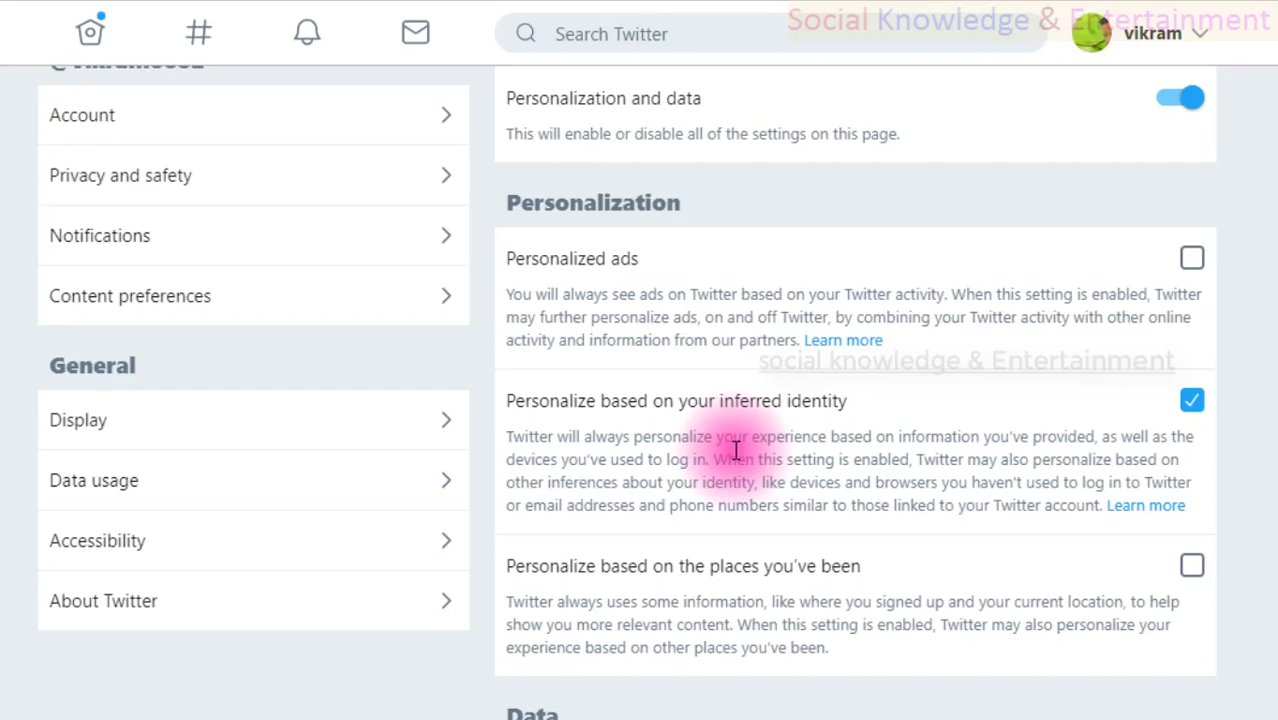 Social Knowledge & Entertainment
Search Twitter
vikram
Account
Privacy and safety
Notifications
Content preferences
General
Display
Data usage
Accessibility
About Twitter
Personalization and data
This will enable or disable all of the settings on this page.
Personalization
Personalized ads
You will always see ads on Twitter based on your Twitter activity. When this setting is enabled, Twitter
may further personalize ads, on and off Twitter, by combining your Twitter activity with other online
activity and information from our partners. Learn more
social knowledge & Entertainment
Personalize based on your inferred identity
Twitter will always personalize your experience based on information you've provided, as well as the
devices you've used to log in. When this setting is enabled, Twitter may also personalize based on
other inferences about your identity, like devices and browsers you haven't used to log in to Twitter
or email addresses and phone numbers similar to those linked to your Twitter account. Learn more
Personalize based on the places you've been
Twitter always uses some information, like where you signed up and your current location, to help
show you more relevant content. When this setting is enabled, Twitter may also personalize your
experience based on other places you've been.
Data